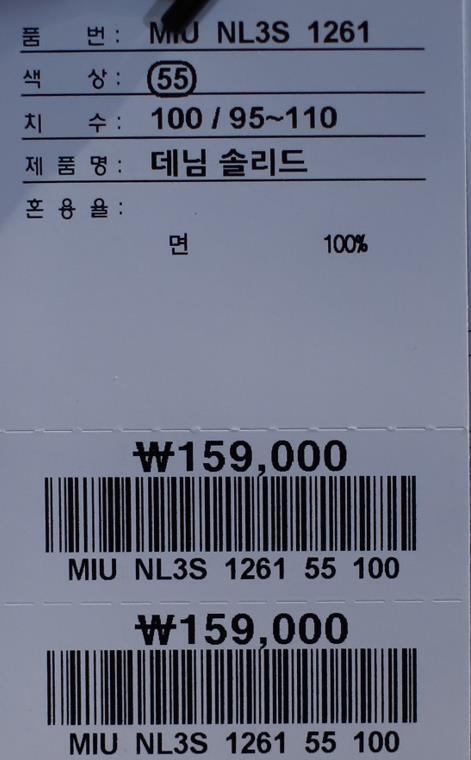 품 번 : MIU NL3S 1261
색 상 : 55
치 수 : 100 / 95~110
제 품 명 : 데님 솔리드
혼 용 율 :
면 100%
₩159,000
MIU NL3S 1261 55 100
₩159,000
MIU NL3S 1261 55 100